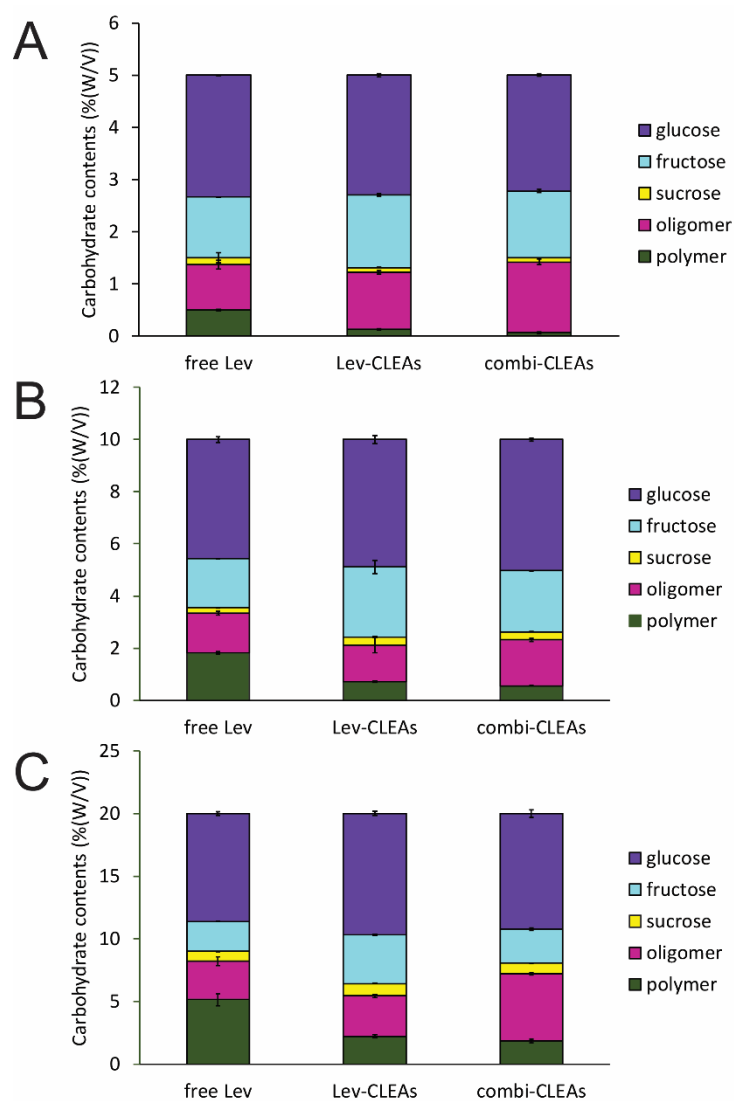 A
Carbohydrate contents (%(W/V))
6
5
4
3
2
1
0
free Lev
Lev-CLEAs
combi-CLEAs
glucose
fructose
sucrose
oligomer
polymer
B
Carbohydrate contents (%(W/V))
12
10
8
6
4
2
0
free Lev
Lev-CLEAs
combi-CLEAs
glucose
fructose
sucrose
oligomer
polymer
C
Carbohydrate contents (%(W/V))
25
20
15
10
5
0
free Lev
Lev-CLEAs
combi-CLEAs
glucose
fructose
sucrose
oligomer
polymer